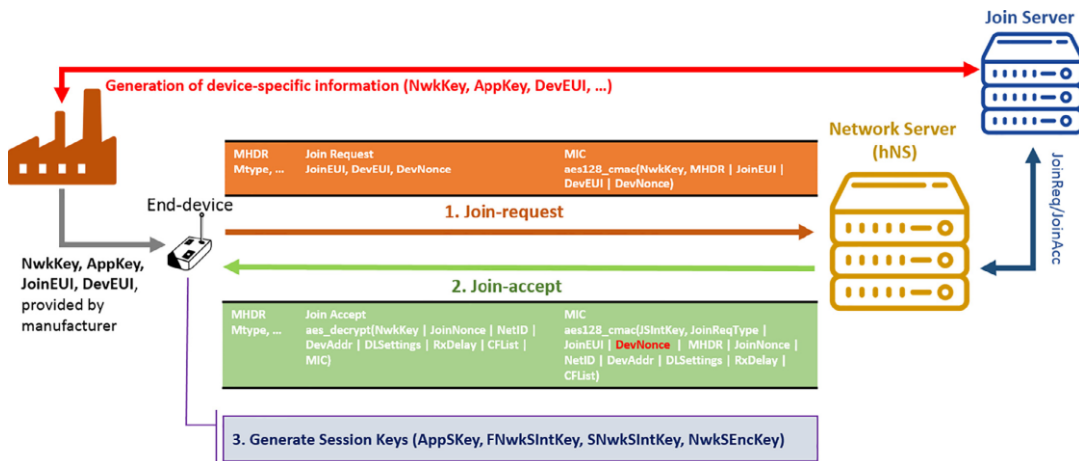 Join Server
Generation of device-specific information (NwkKey, AppKey, DevEUI, ...)
Network Server
(hNS)
JoinReq/JoinAcc
MHDR
Mtype, ...
Join Request
JoinEUI, DevEUI, DevNonce
MIC
aes128_cmac(NwkKey, MHDR | JoinEUI |
DevEUI | DevNonce)
End-device
1. Join-request
NwkKey, AppKey,
JoinEUI, DevEUI,
provided by
manufacturer
2. Join-accept
MHDR
Mtype, ...
Join Accept
aes_decrypt(NwkKey | JoinNonce | NetID |
DevAddr | DLSettings | RxDelay | CFList |
MIC)
MIC
aes128_cmac(JSIntKey, JoinReqType |
| JoinEUI | DevNonce | MHDR | JoinNonce |
NetID | DevAddr | DLSettings | RxDelay |
CFList)
3. Generate Session Keys (AppSKey, FNwkSIntKey, SNwkSIntKey, NwkSEncKey)